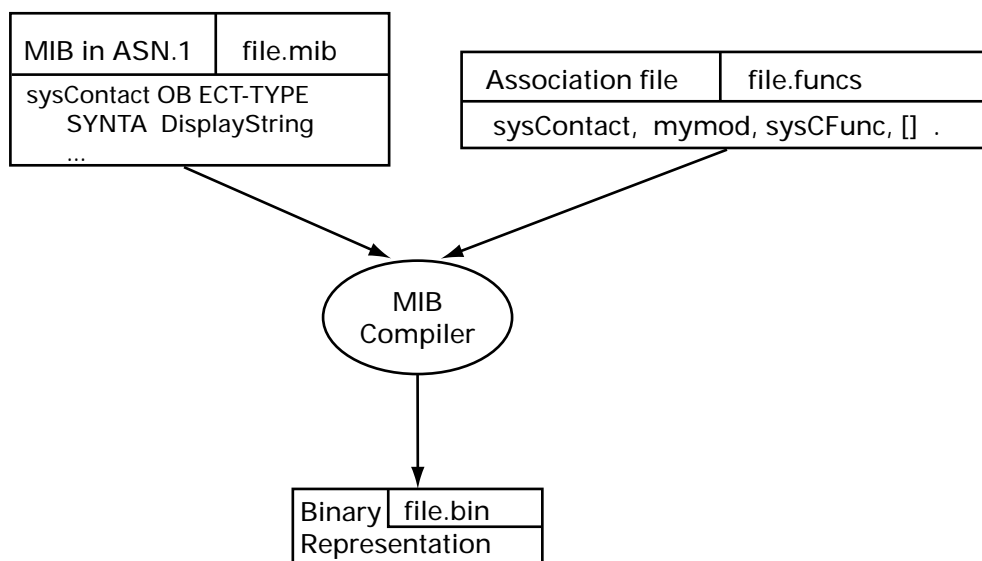 MIB in ASN.1
file.mib
sysContact OB ECT-TYPE
SYNTA DisplayString
...
Association file
file.funcs
sysContact, mymod, sysCFunc, [] .
MIB
Compiler
Binary
file.bin
Representation